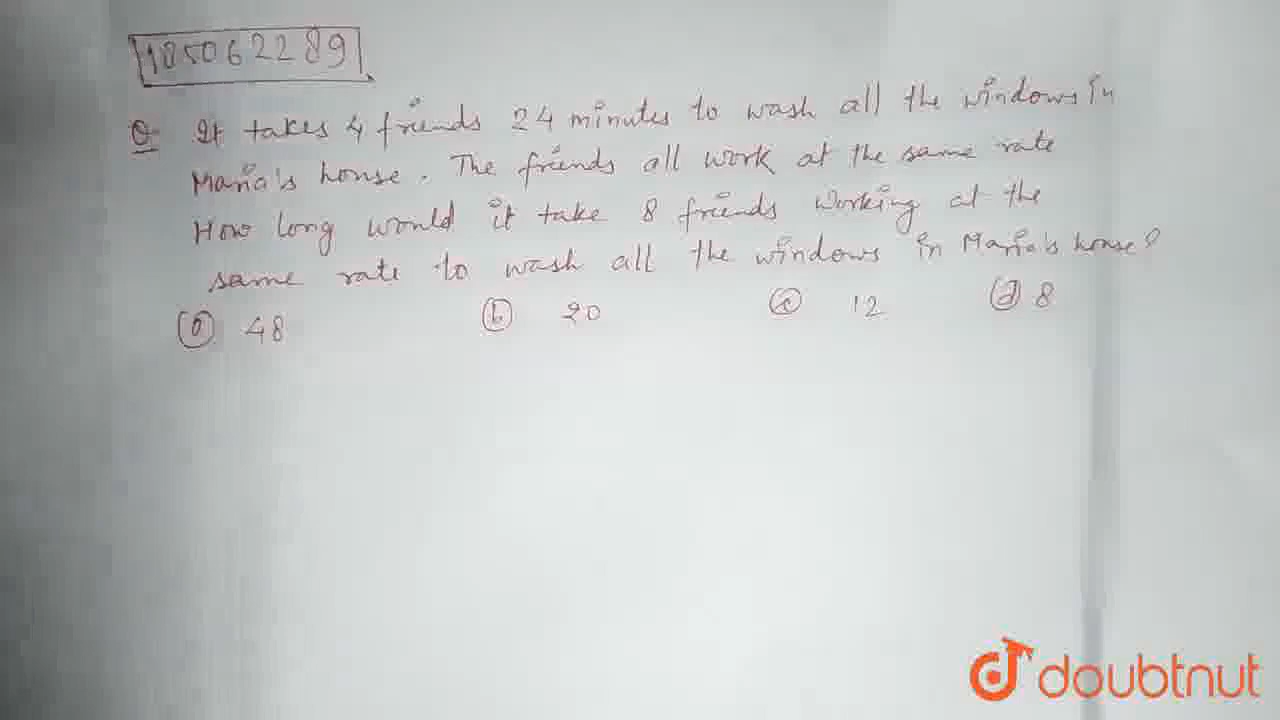 185062289
Q It takes 4 friends 24 minutes to wash all the windows in
Maria's house. The friends all work at the same rate
How long would it take 8 friends working at the
same rate to wash all the windows in Maria's house?
(a) 48 (b) 20 (c) 12 (d) 8
doubtnut